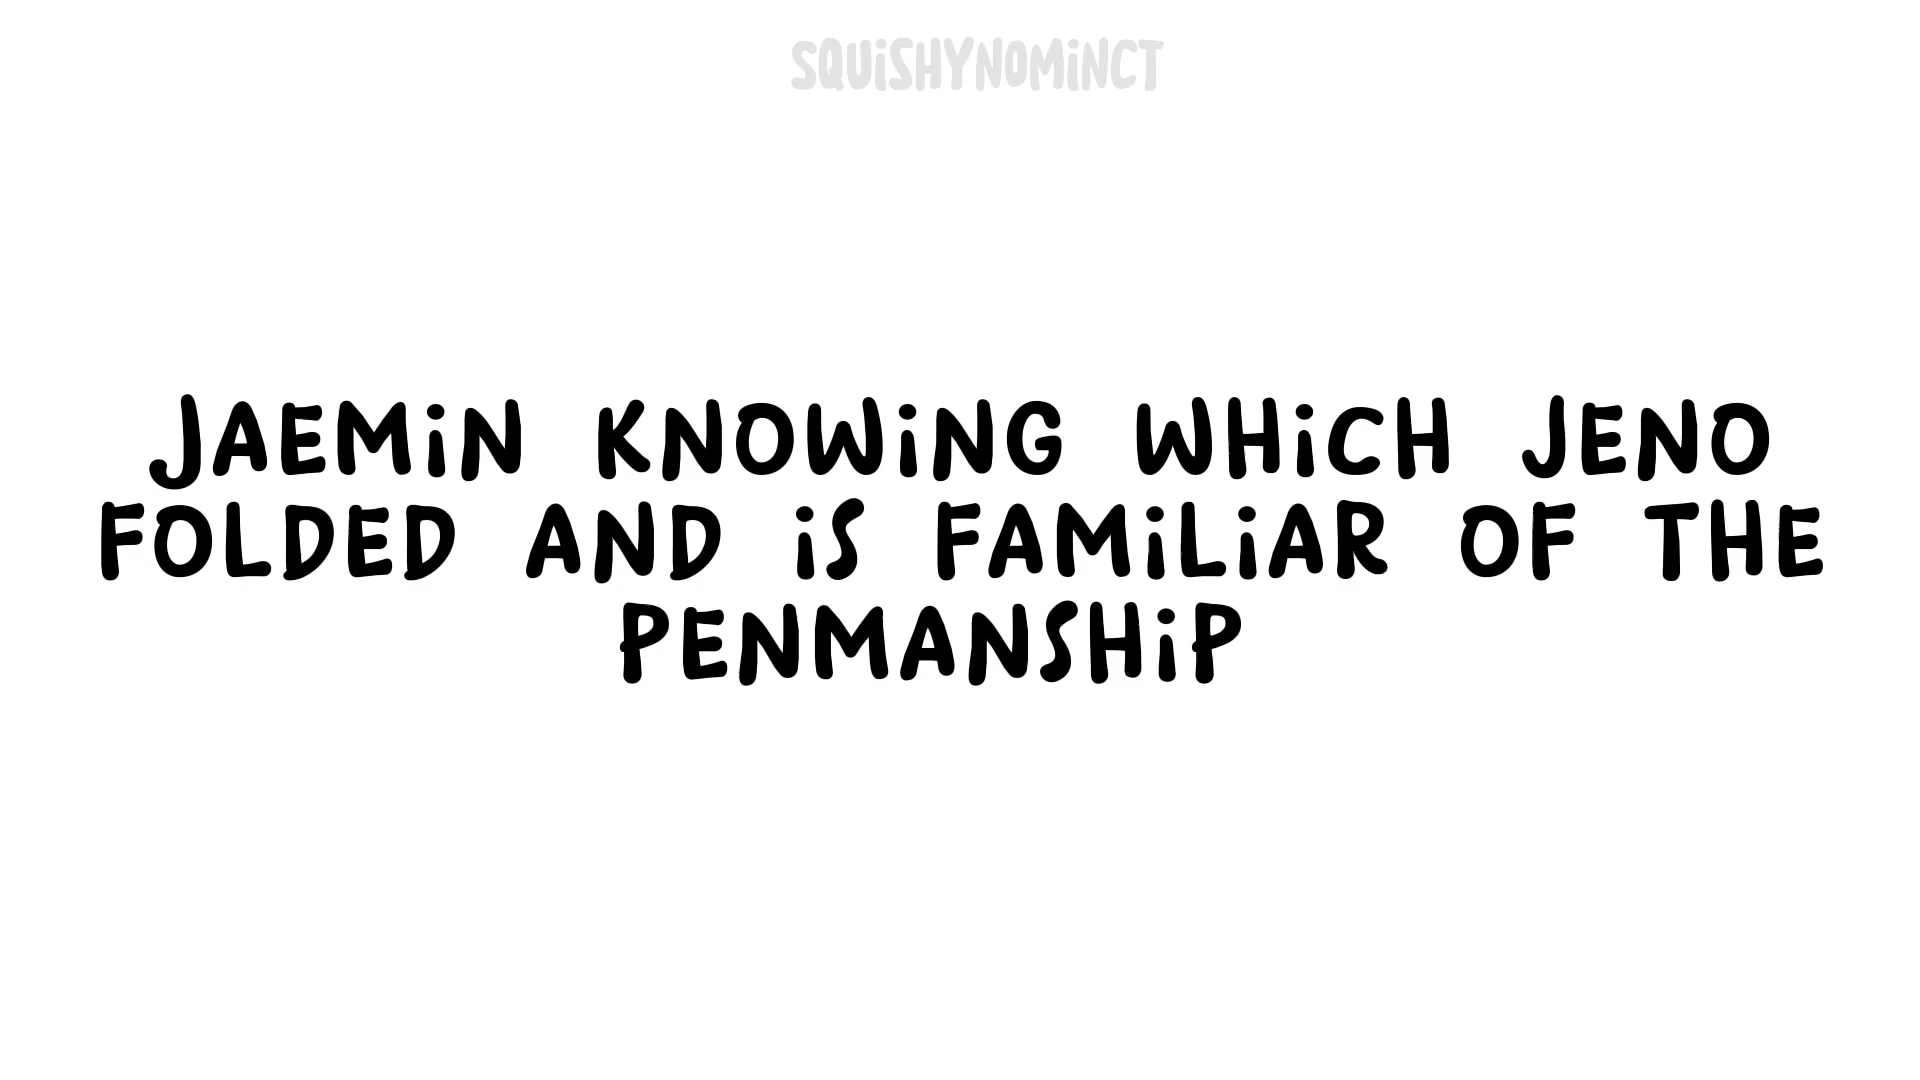 SQUiSHYNOMiNCT
JAEMiN KNOWiNG WHiCH JENO
FOLDED AND iS FAMiLiAR OF THE
PENMANSHiP